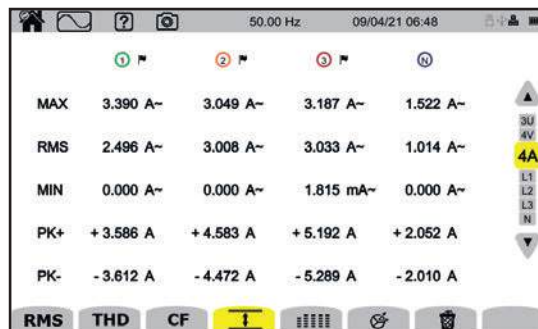 ? 50.00 Hz 09/04/21 06:48
1 2 3 N
MAX 3.390 A~ 3.049 A~ 3.187 A~ 1.522 A~
RMS 2.496 A~ 3.008 A~ 3.033 A~ 1.014 A~
MIN 0.000 A~ 0.000 A~ 1.815 mA~ 0.000 A~
PK+ +3.586 A +4.583 A +5.192 A +2.052 A
PK- -3.612 A -4.472 A -5.289 A -2.010 A
3U
4V
4A
L1
L2
L3
N
RMS THD CF